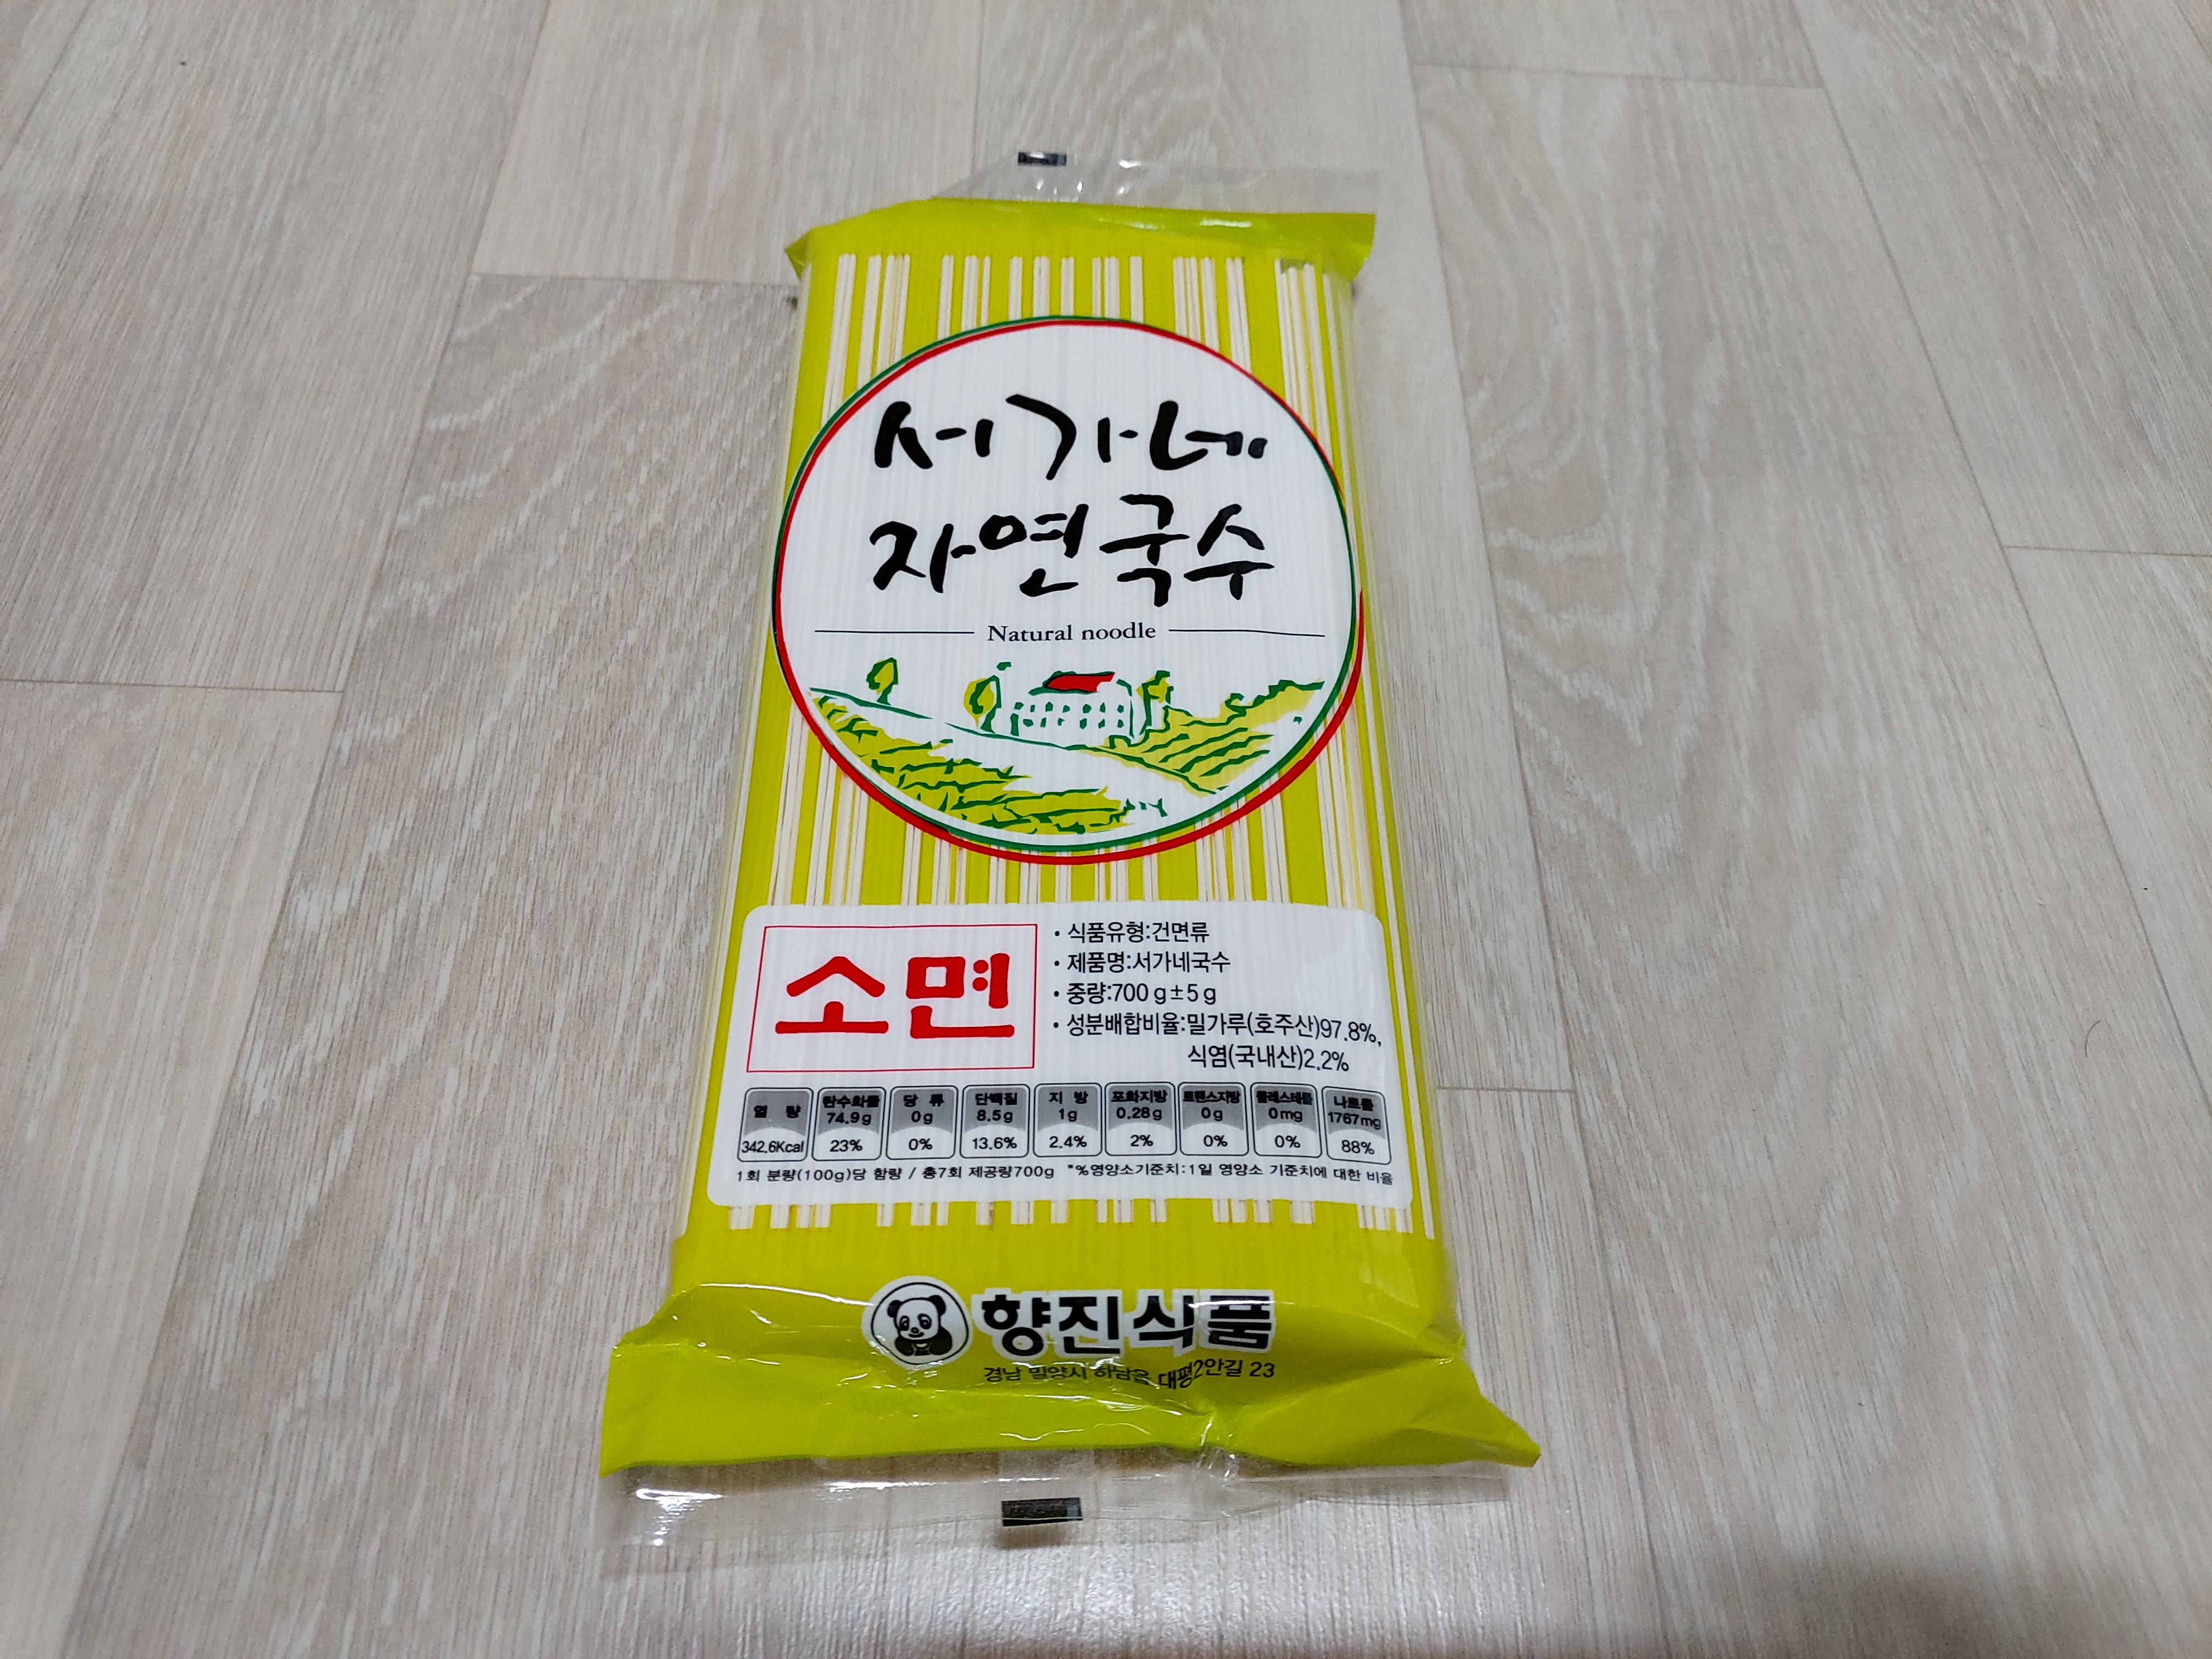 서가네
자연국수
Natural noodle
소면
• 식품유형:건면류
• 제품명:서가네국수
• 중량:700 g±5 g
• 성분배합비율:밀가루(호주산)97.8%,
식염(국내산)2.2%
열 량 탄수화물 당 류 단백질 지 방 포화지방 트랜스지방 콜레스테롤 나트륨
74.9g 0g 8.5g 1g 0.28g 0g 0mg 1767mg
342.6Kcal 23% 0% 13.6% 2.4% 2% 0% 0% 88%
1회 분량(100g)당 함량 / 총7회 제공량700g *%영양소기준치:1일 영양소 기준치에 대한 비율
향진식품
경남 밀양시 하남읍 대평2안길 23